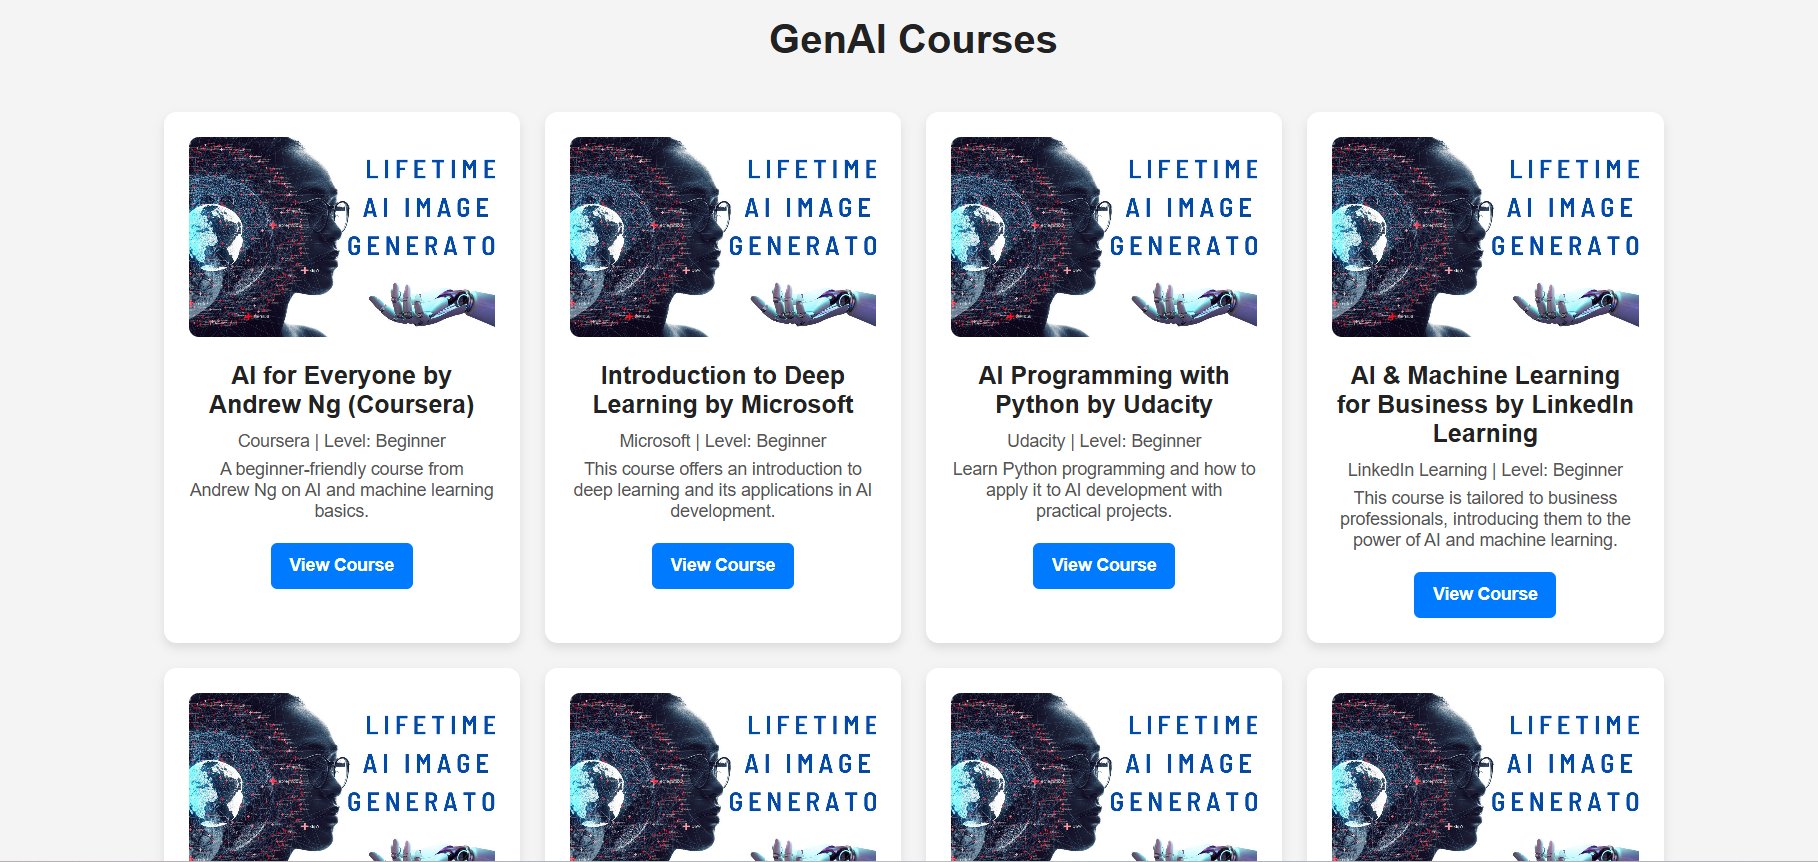 GenAI Courses
LIFETIME
AI IMAGE
GENERATO
AI for Everyone by
Andrew Ng (Coursera)
Coursera | Level: Beginner
A beginner-friendly course from
Andrew Ng on AI and machine learning
basics.
View Course
LIFETIME
AI IMAGE
GENERATO
Introduction to Deep
Learning by Microsoft
Microsoft | Level: Beginner
This course offers an introduction to
deep learning and its applications in AI
development.
View Course
LIFETIME
AI IMAGE
GENERATO
AI Programming with
Python by Udacity
Udacity | Level: Beginner
Learn Python programming and how to
apply it to AI development with
practical projects.
View Course
LIFETIME
AI IMAGE
GENERATO
AI & Machine Learning
for Business by LinkedIn
Learning
LinkedIn Learning | Level: Beginner
This course is tailored to business
professionals, introducing them to the
power of AI and machine learning.
View Course
LIFETIME
AI IMAGE
GENERATO
LIFETIME
AI IMAGE
GENERATO
LIFETIME
AI IMAGE
GENERATO
LIFETIME
AI IMAGE
GENERATO